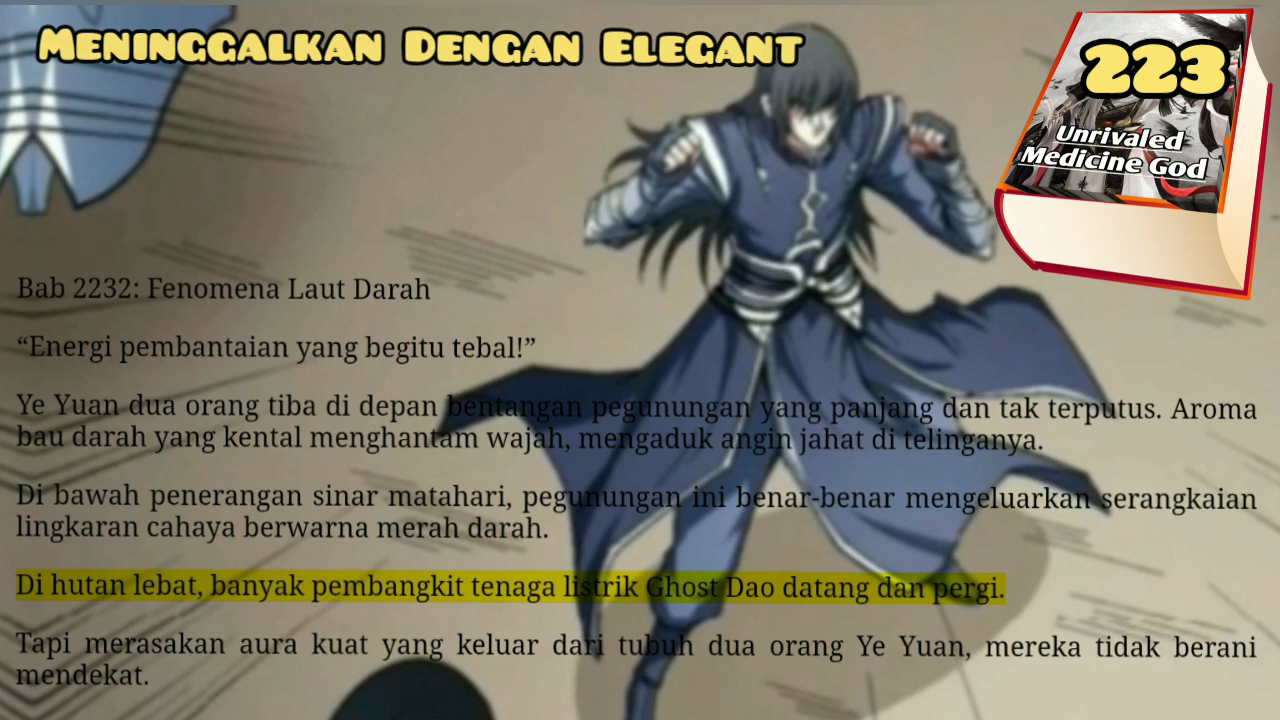 Meninggalkan Dengan Elegant
223
Unrivaled
Medicine God
Bab 2232: Fenomena Laut Darah
“Energi pembantaian yang begitu tebal!”
Ye Yuan dua orang tiba di depan bentangan pegunungan yang panjang dan tak terputus. Aroma
bau darah yang kental menghantam wajah, mengaduk angin jahat di telinganya.
Di bawah penerangan sinar matahari, pegunungan ini benar-benar mengeluarkan serangkaian
lingkaran cahaya berwarna merah darah.
Di hutan lebat, banyak pembangkit tenaga listrik Ghost Dao datang dan pergi.
Tapi merasakan aura kuat yang keluar dari tubuh dua orang Ye Yuan, mereka tidak berani
mendekat.